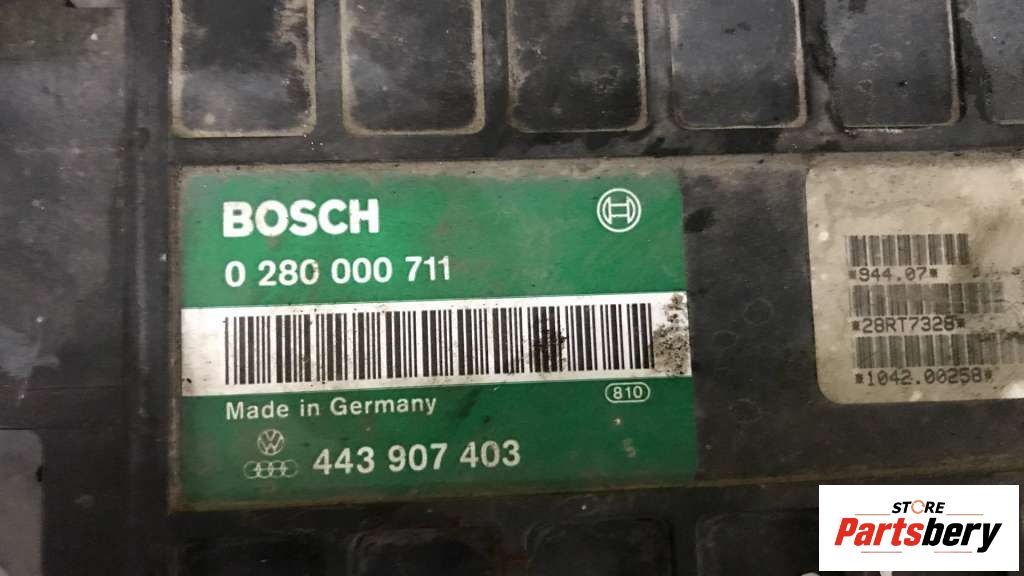 BOSCH
0 280 000 711
Made in Germany
810
443 907 403
*944.07*
*28RT7328*
*1042.00258*
STORE
Partsbery